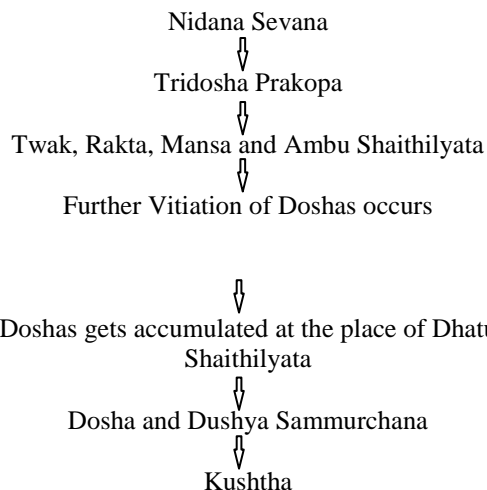 Nidana Sevana
Tridosha Prakopa
Twak, Rakta, Mansa and Ambu Shaithilyata
Further Vitiation of Doshas occurs
Doshas gets accumulated at the place of Dhatu
Shaithilyata
Dosha and Dushya Sammurchana
Kushtha